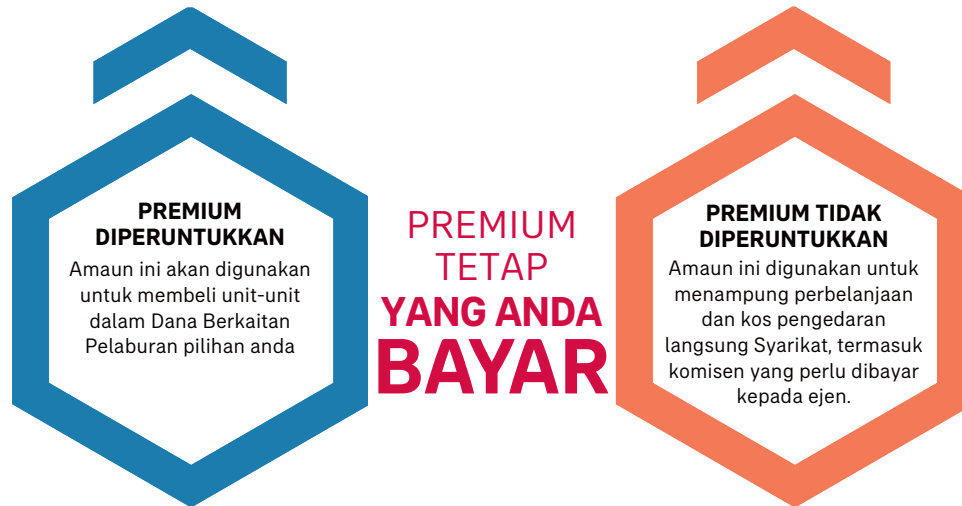 PREMIUM
DIPERUNTUKKAN
Amaun ini akan digunakan
untuk membeli unit-unit
dalam Dana Berkaitan
Pelaburan pilihan anda
PREMIUM
TETAP
YANG ANDA
BAYAR
PREMIUM TIDAK
DIPERUNTUKKAN
Amaun ini digunakan untuk
menampung perbelanjaan
dan kos pengedaran
langsung Syarikat, termasuk
komisen yang perlu dibayar
kepada ejen.